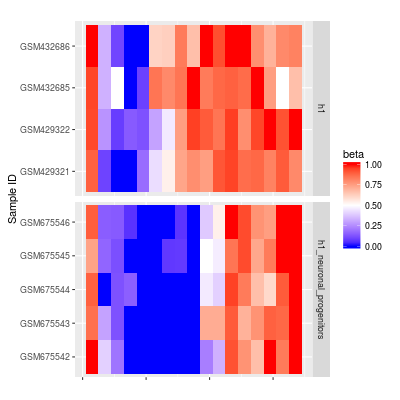 GSM432686
GSM432685
GSM429322
GSM429321
h1
GSM675546
GSM675545
GSM675544
GSM675543
GSM675542
h1_neuronal_progenitors
Sample ID
beta
1.00
0.75
0.50
0.25
0.00